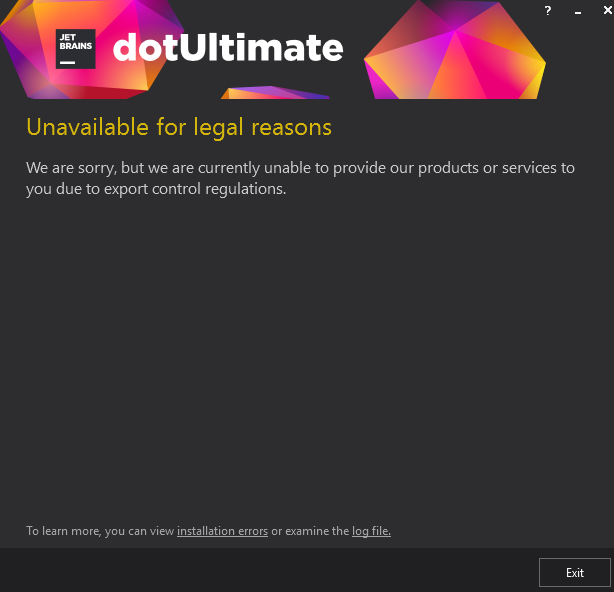 ?
JET
BRAINS
dotUltimate
Unavailable for legal reasons
We are sorry, but we are currently unable to provide our products or services to
you due to export control regulations.
To learn more, you can view installation errors or examine the log file.
Exit